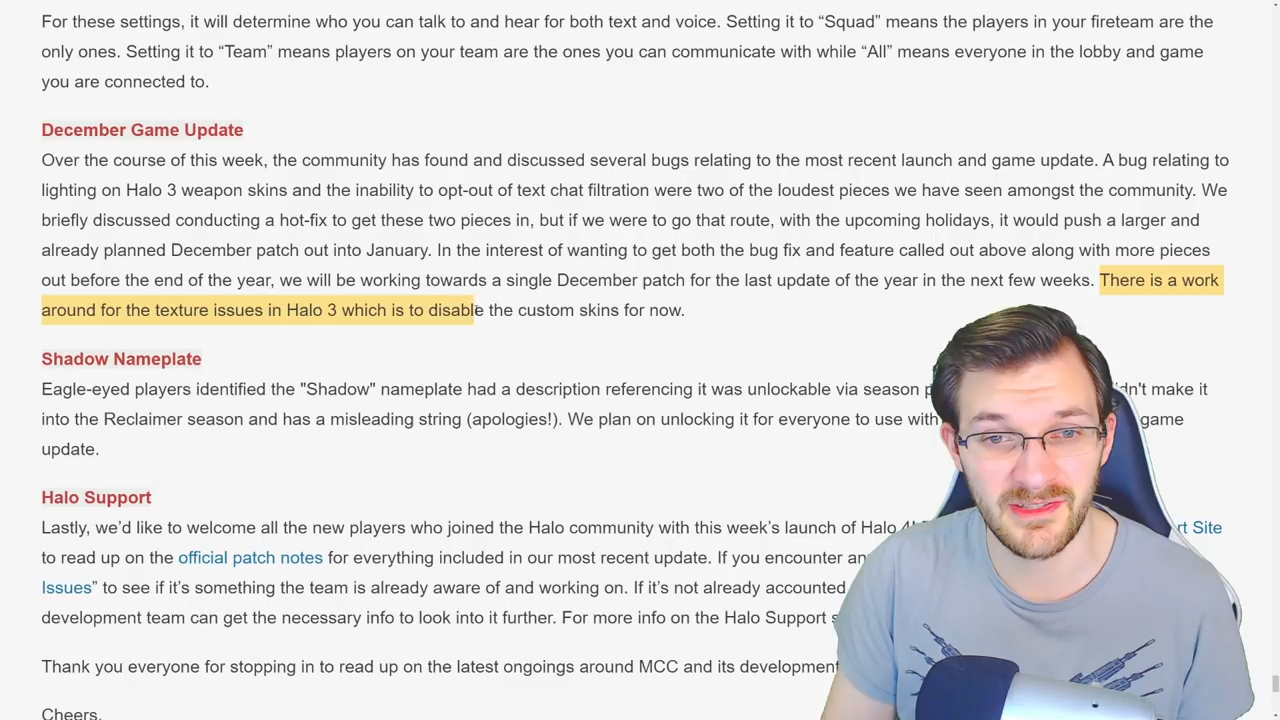 For these settings, it will determine who you can talk to and hear for both text and voice. Setting it to “Squad” means the players in your fireteam are the
only ones. Setting it to “Team” means players on your team are the ones you can communicate with while “All” means everyone in the lobby and game
you are connected to.
December Game Update
Over the course of this week, the community has found and discussed several bugs relating to the most recent launch and game update. A bug relating to
lighting on Halo 3 weapon skins and the inability to opt-out of text chat filtration were two of the loudest pieces we have seen amongst the community. We
briefly discussed conducting a hot-fix to get these two pieces in, but if we were to go that route, with the upcoming holidays, it would push a larger and
already planned December patch out into January. In the interest of wanting to get both the bug fix and feature called out above along with more pieces
out before the end of the year, we will be working towards a single December patch for the last update of the year in the next few weeks. There is a work
around for the texture issues in Halo 3 which is to disable the custom skins for now.
Shadow Nameplate
Eagle-eyed players identified the "Shadow" nameplate had a description referencing it was unlockable via season make it
into the Reclaimer season and has a misleading string (apologies!). We plan on unlocking it for everyone to use with game
update.
Halo Support
Lastly, we’d like to welcome all the new players who joined the Halo community with this week’s launch of Halo Site
to read up on the official patch notes for everything included in our most recent update. If you encounter
Issues” to see if it’s something the team is already aware of and working on. If it’s not already accounted
development team can get the necessary info to look into it further. For more info on the Halo Support
Thank you everyone for stopping in to read up on the latest ongoings around MCC and its development
Cheers,